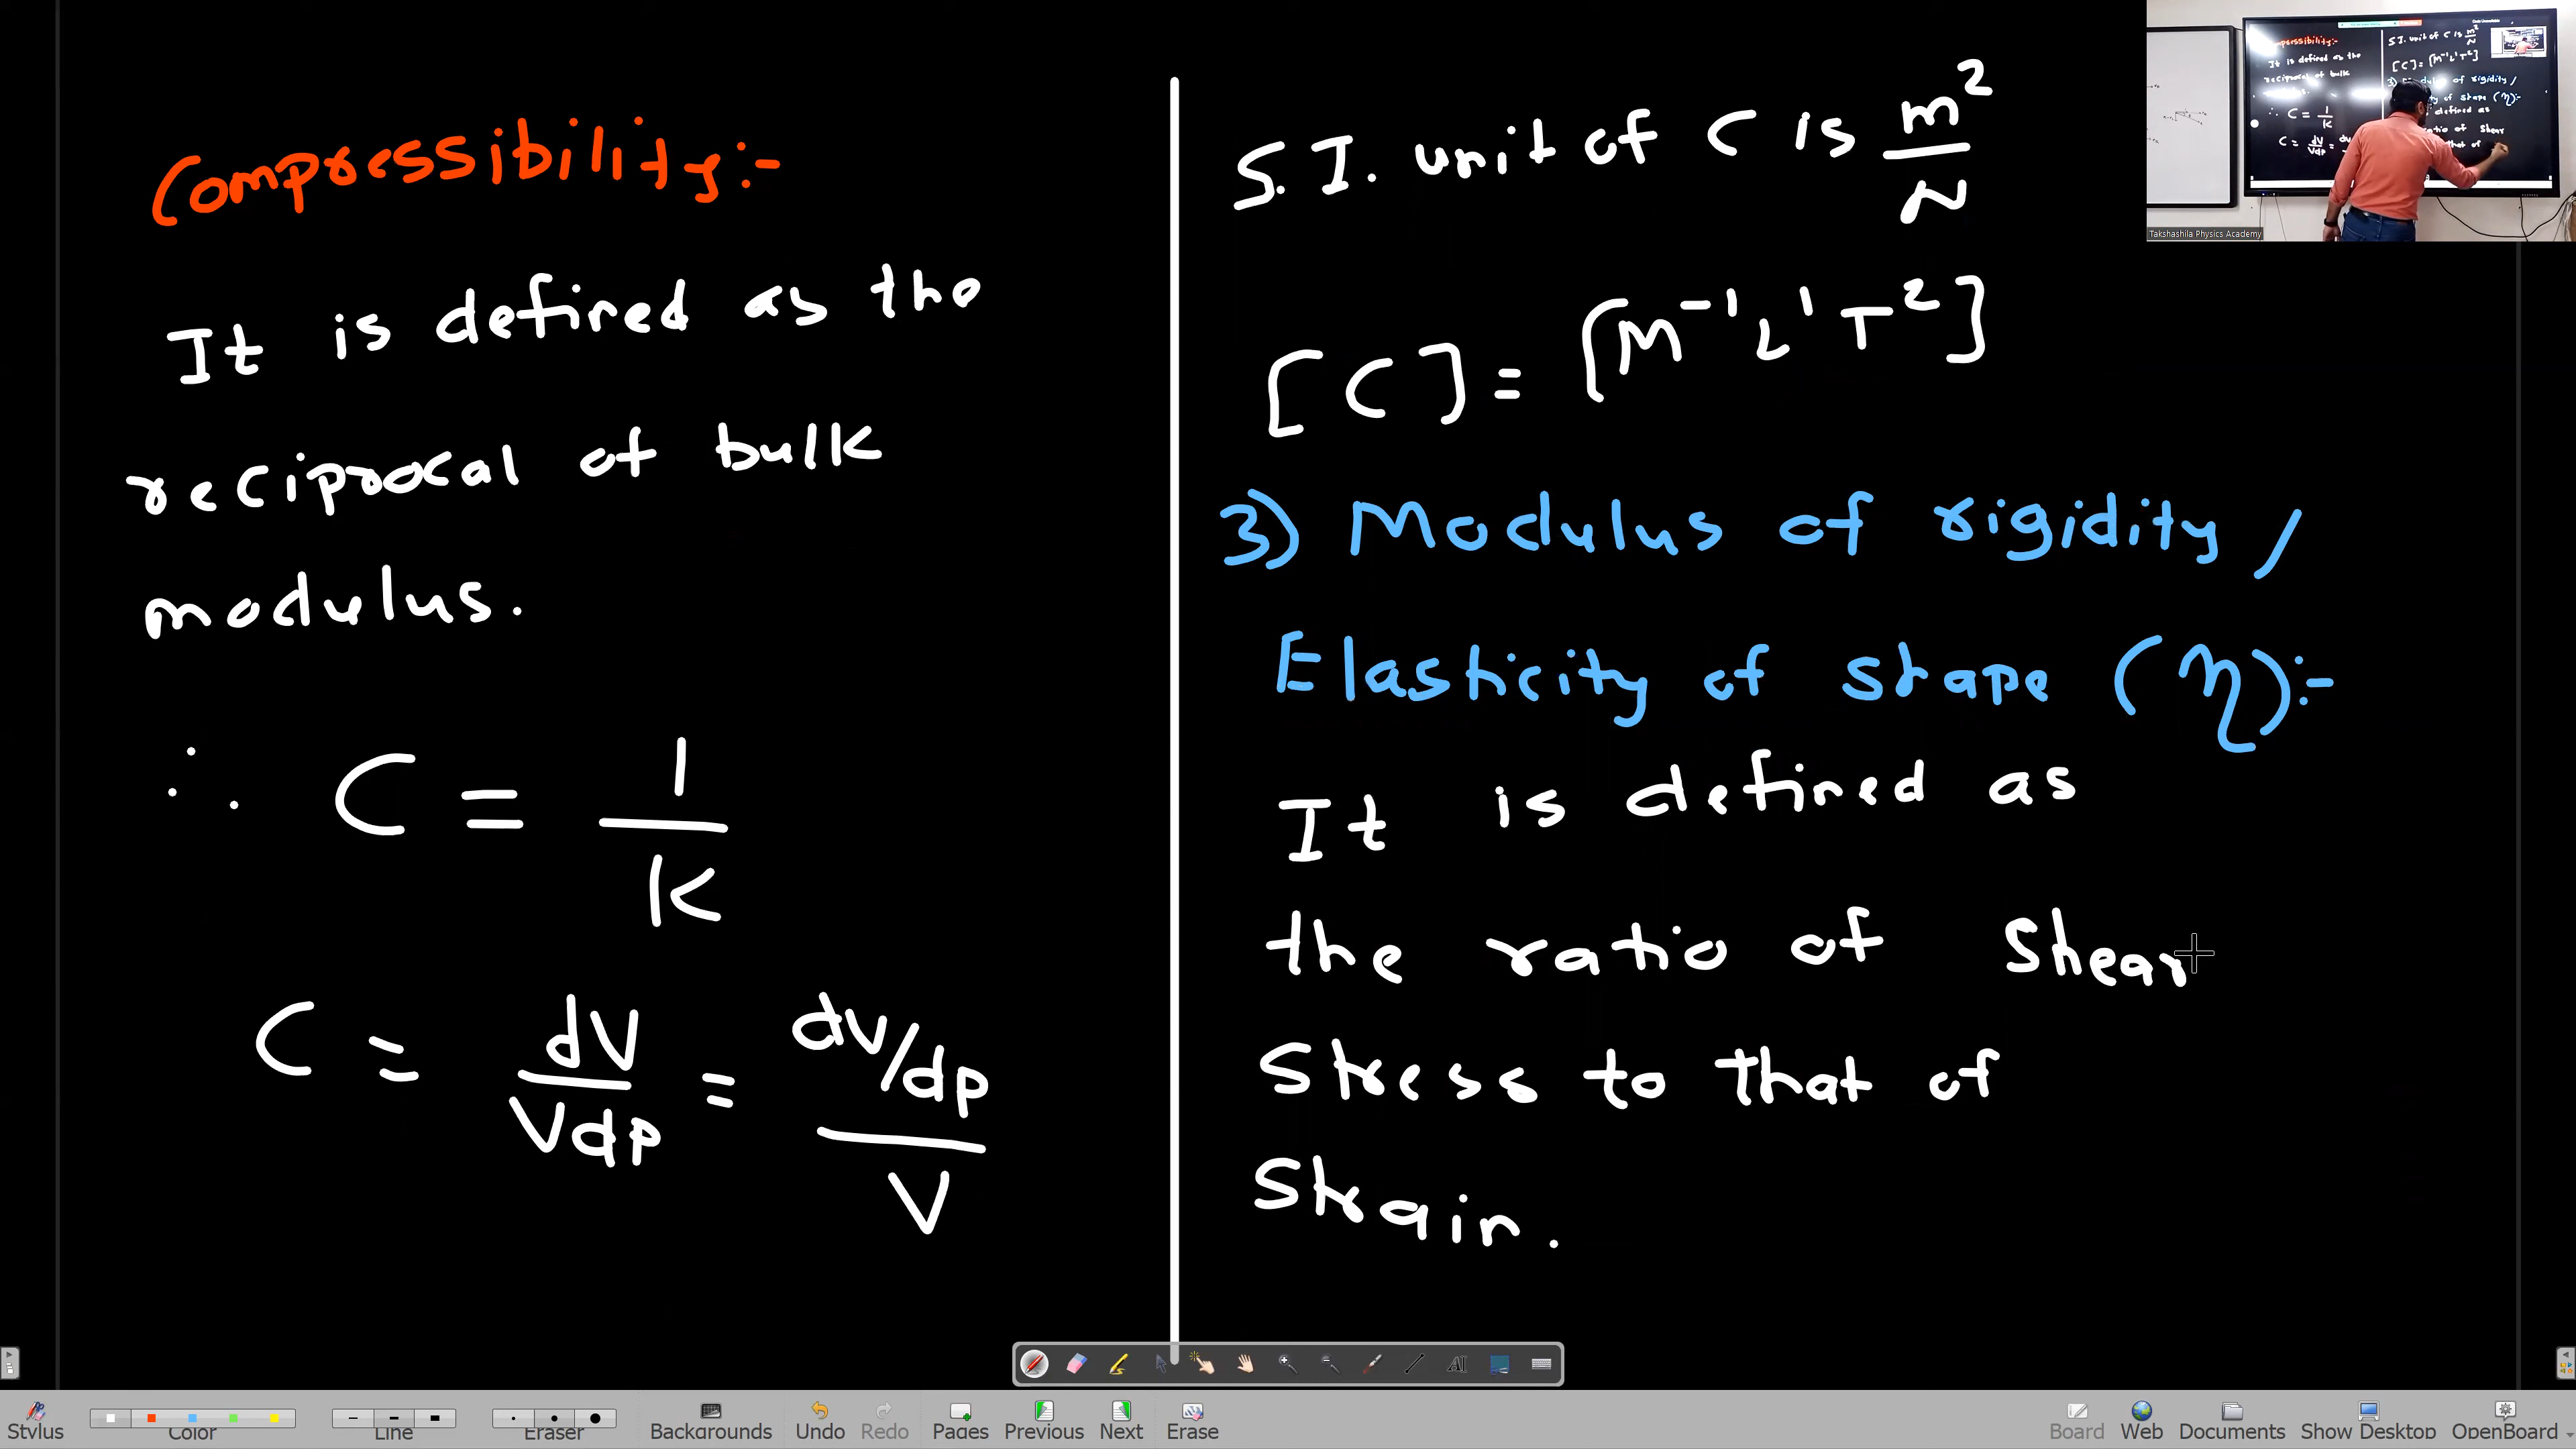 Compressibility:-
It is defined as the
reciprocal of bulk
modulus.
∴ C = 1/K
C = dV/Vdp = dV/dp/V
S.I. unit of C is m²/N
[C] = [M⁻¹L¹T²]
3) Modulus of rigidity /
Elasticity of shape (η):-
It is defined as
the ratio of Shear
Stress to that of
Strain.
Takshashila Physics Academy
Stylus
Color
Line
Eraser
Backgrounds
Undo
Redo
Pages
Previous
Next
Erase
Board
Web
Documents
Show Desktop
OpenBoard